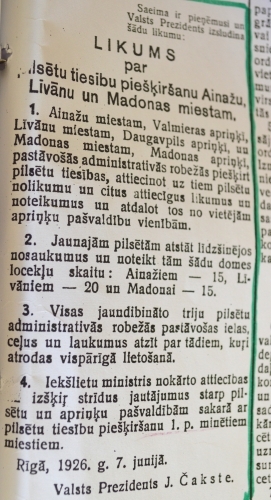 Saeima ir pieņēmusi un
Valsts Prezidents izsludina
šādu likumu:
LIKUMS
par
pilsētu tiesību piešķiršanu Ainažu,
Līvānu un Madonas miestam.
1. Ainažu miestam, Valmieras apriņķī,
Līvānu miestam, Daugavpils apriņķī, un
Madonas miestam, Madonas apriņķī,
pastāvošās administratīvās robežās piešķirt
pilsētu tiesības, attiecinot uz tiem pilsētu
nolikumu un citus attiecīgus likumus un
noteikumus un atdalot tos no vietējām
apriņķu pašvaldību vienībām.
2. Jaunajām pilsētām atstāt līdzšinējos
nosaukumus un noteikt tām šādu domes
locekļu skaitu: Ainažiem — 15, Lī-
vāniem — 20 un Madonai — 15.
3. Visas jaundibināto triju pilsētu
administratīvās robežās pastāvošas ielas,
ceļus un laukumus atzīt par tādiem, kuŗi
atrodas vispārīgā lietošanā.
4. Iekšlietu ministris nokārto attiecības
izšķir strīdus jautājumus starp pil-
sētu un apriņķu pašvaldībām sakarā ar
pilsētu tiesību piešķiršanu 1. p. minētiem
miestiem.
Rīgā, 1926. g. 7. junijā.
Valsts Prezidents J. Čakste.